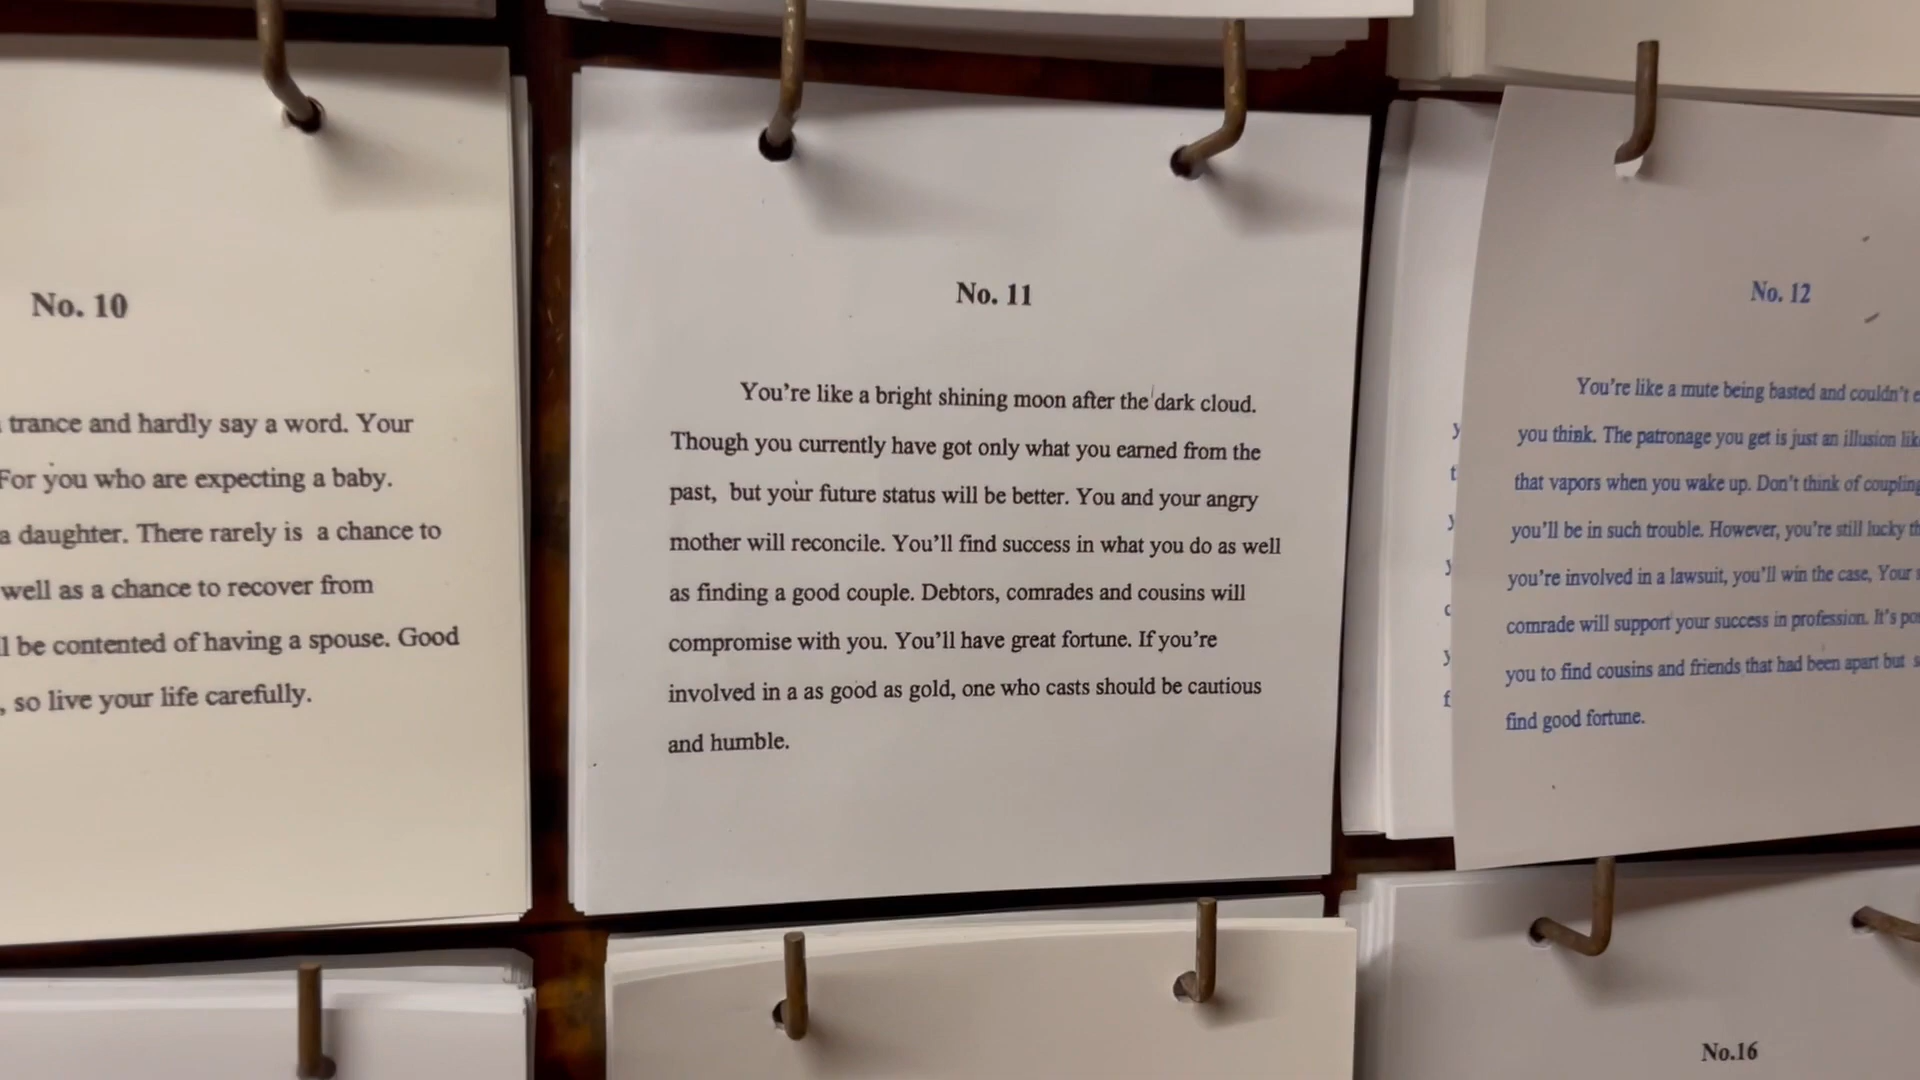 No. 10
trance and hardly say a word. Your
For you who are expecting a baby.
a daughter. There rarely is a chance to
well as a chance to recover from
l be contented of having a spouse. Good
, so live your life carefully.
No. 11
You're like a bright shining moon after the dark cloud.
Though you currently have got only what you earned from the
past, but your future status will be better. You and your angry
mother will reconcile. You'll find success in what you do as well
as finding a good couple. Debtors, comrades and cousins will
compromise with you. You'll have great fortune. If you're
involved in a as good as gold, one who casts should be cautious
and humble.
No. 12
You're like a mute being basted and couldn't
you think. The patronage you get is just an illusion
that vapors when you wake up. Don't think of coupling
you'll be in such trouble. However, you're still lucky
you're involved in a lawsuit, you'll win the case, Your
comrade will support your success in profession. It's
you to find cousins and friends that had been apart but
find good fortune.
No.16